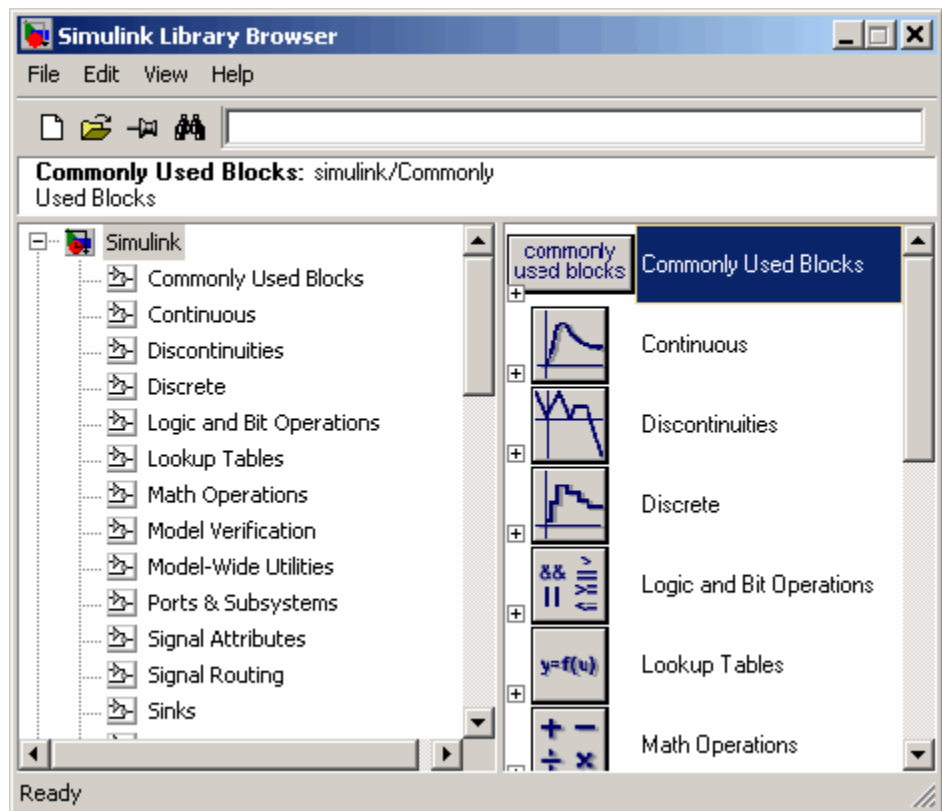 Simulink Library Browser
File Edit View Help
Commonly Used Blocks: simulink/Commonly
Used Blocks
Simulink
Commonly Used Blocks
Continuous
Discontinuities
Discrete
Logic and Bit Operations
Lookup Tables
Math Operations
Model Verification
Model-Wide Utilities
Ports & Subsystems
Signal Attributes
Signal Routing
Sinks
commonly
used blocks
Commonly Used Blocks
Continuous
Discontinuities
Discrete
&& >
|| >=
<=
Logic and Bit Operations
y=f(u)
Lookup Tables
+ −
÷ ×
Math Operations
Ready